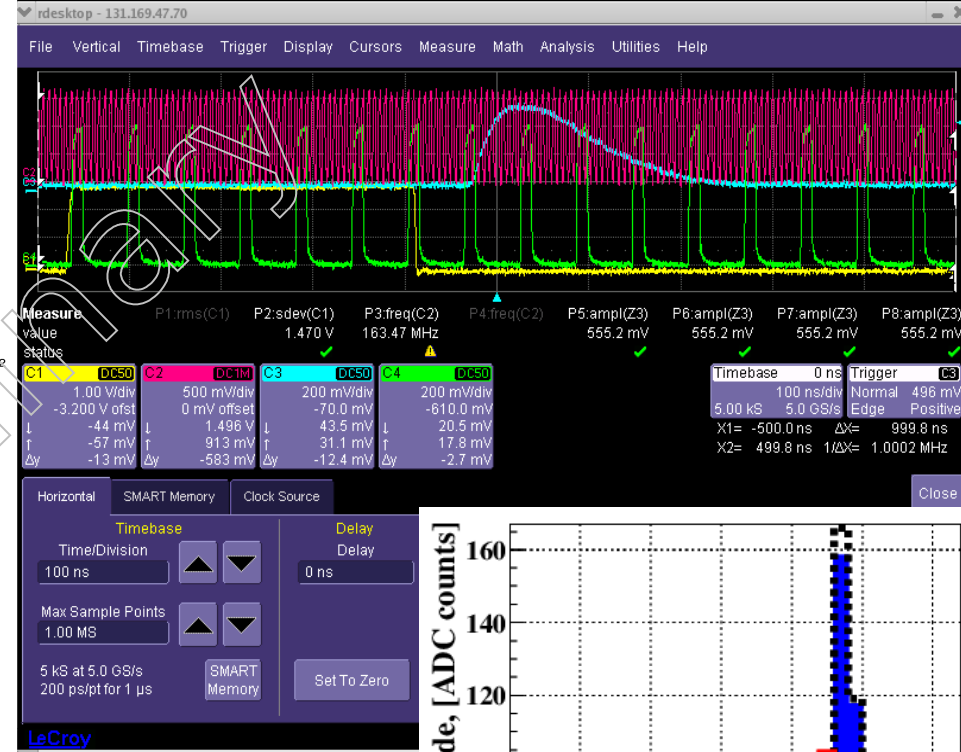 rdesktop - 131.169.47.70
File Vertical Timebase Trigger Display Cursors Measure Math Analysis Utilities Help
Measure P1:rms(C1) P2:sdev(C1) P3:freq(C2) P4:freq(C2) P5:ampl(Z3) P6:ampl(Z3) P7:ampl(Z3) P8:ampl(Z3)
value 1.470 V 163.47 MHz 555.2 mV 555.2 mV 555.2 mV 555.2 mV
status
C1 DC50
1.00 V/div
-3.200 V ofst
-44 mV
-57 mV
Δy -13 mV
C2 DC1M
500 mV/div
0 mV offset
1.496 V
913 mV
Δy -583 mV
C3 DC50
200 mV/div
-70.0 mV
43.5 mV
31.1 mV
Δy -12.4 mV
C4 DC50
200 mV/div
-610.0 mV
20.5 mV
17.8 mV
Δy -2.7 mV
Timebase 0 ns
100 ns/div
5.00 kS 5.0 GS/s
Trigger C3
Normal 496 mV
Edge Positive
X1= -500.0 ns ΔX= 999.8 ns
X2= 499.8 ns 1/ΔX= 1.0002 MHz
Horizontal SMART Memory Clock Source Close
Timebase
Time/Division
100 ns
Max Sample Points
1.00 MS
5 kS at 5.0 GS/s
200 ps/pt for 1 µs
SMART
Memory
Delay
Delay
0 ns
Set To Zero
LeCroy
de, [ADC counts]
160
140
120